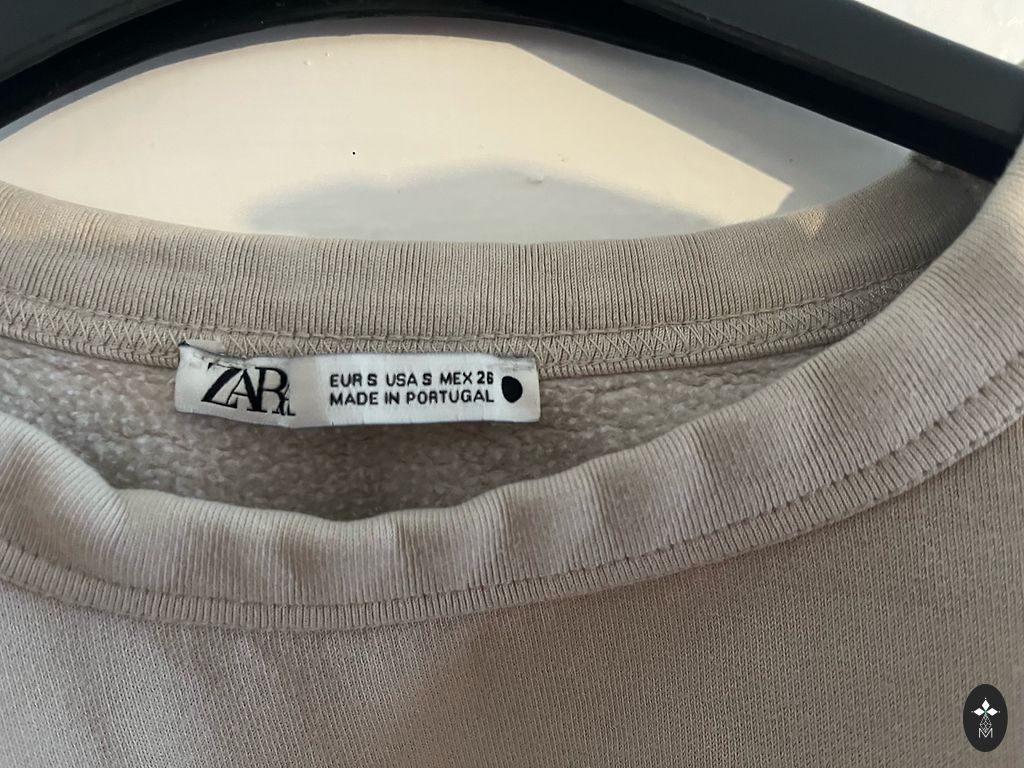 ZARA
EUR S USA S MEX 26
MADE IN PORTUGAL
M